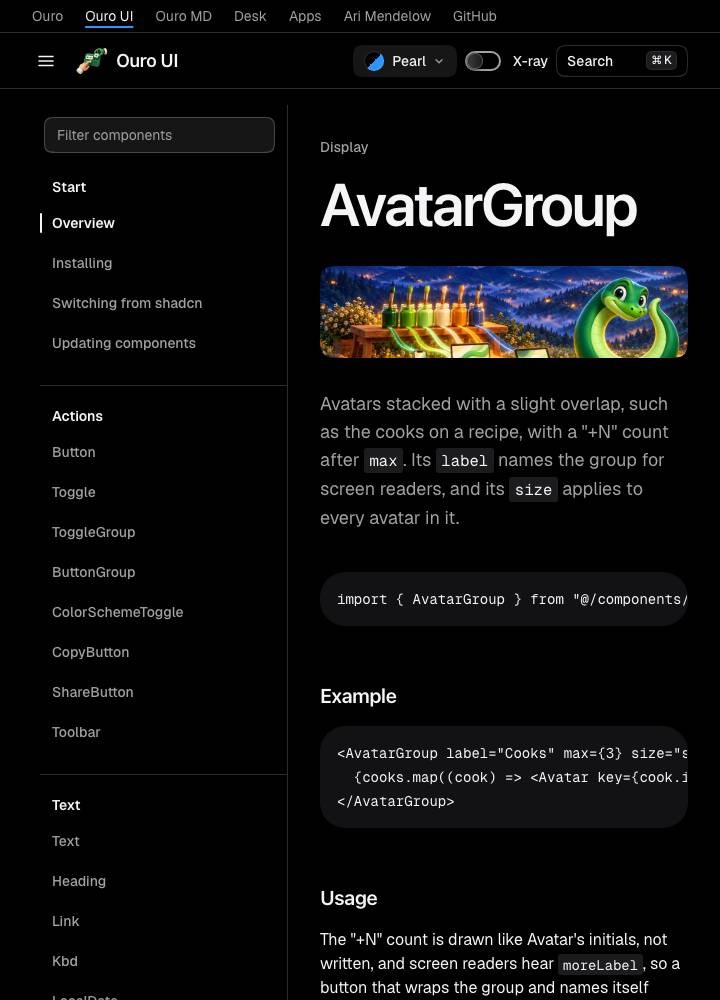 Ouro
Ouro UI
Ouro MD
Desk
Apps
Ari Mendelow
GitHub
Ouro UI
Pearl
X-ray
Search
⌘ K
Filter components
Start
Overview
Installing
Switching from shadcn
Updating components
Actions
Button
Toggle
ToggleGroup
ButtonGroup
ColorSchemeToggle
CopyButton
ShareButton
Toolbar
Text
Text
Heading
Link
Kbd
LocalDate
Display
AvatarGroup
Avatars stacked with a slight overlap, such
as the cooks on a recipe, with a "+N" count
after max. Its label names the group for
screen readers, and its size applies to
every avatar in it.
import { AvatarGroup } from "@/components/
Example
<AvatarGroup label="Cooks" max={3} size="s
{cooks.map((cook) => <Avatar key={cook.i
</AvatarGroup>
Usage
The "+N" count is drawn like Avatar's initials, not
written, and screen readers hear moreLabel, so a
button that wraps the group and names itself